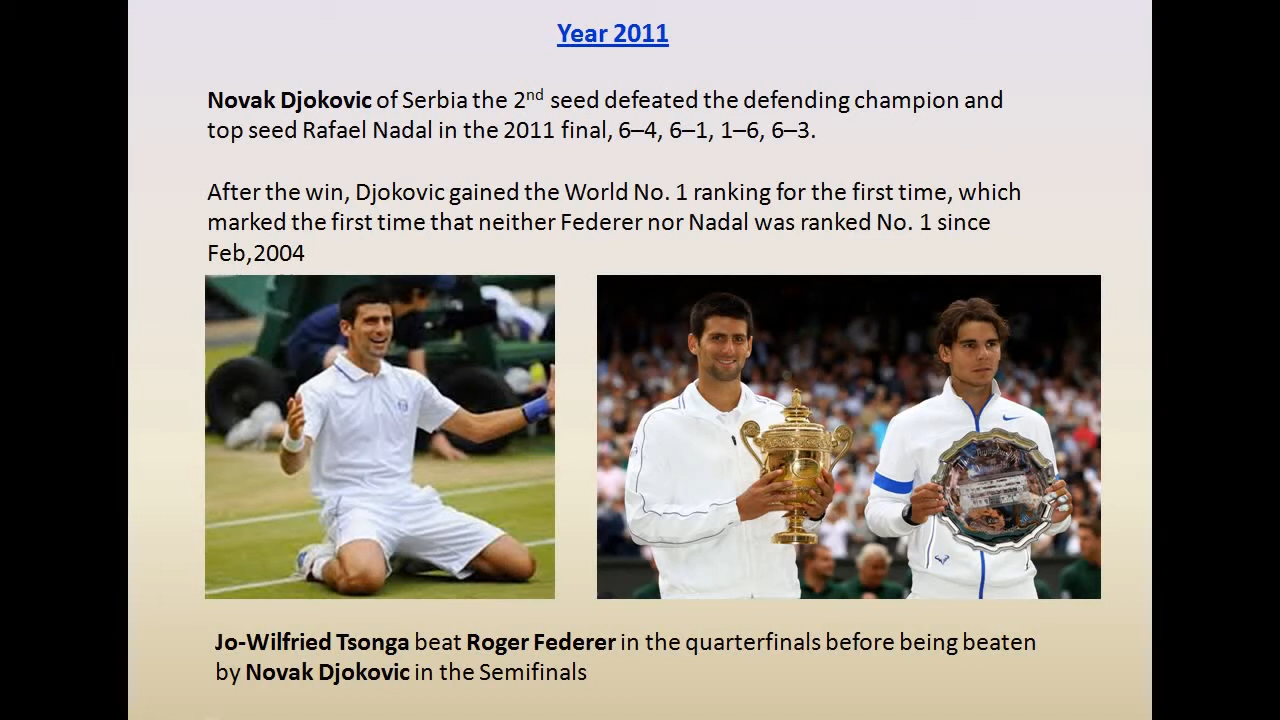 Year 2011
Novak Djokovic of Serbia the 2nd seed defeated the defending champion and
top seed Rafael Nadal in the 2011 final, 6–4, 6–1, 1–6, 6–3.
After the win, Djokovic gained the World No. 1 ranking for the first time, which
marked the first time that neither Federer nor Nadal was ranked No. 1 since
Feb,2004
Jo-Wilfried Tsonga beat Roger Federer in the quarterfinals before being beaten
by Novak Djokovic in the Semifinals